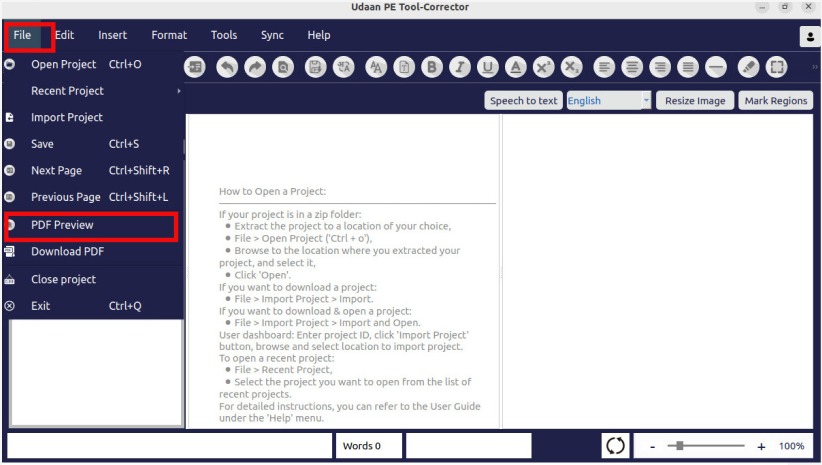 Udaan PE Tool-Corrector
File Edit Insert Format Tools Sync Help
Open Project Ctrl+O
Recent Project
Import Project
Save Ctrl+S
Next Page Ctrl+Shift+R
Previous Page Ctrl+Shift+L
PDF Preview
Download PDF
Close project
Exit Ctrl+Q
Speech to text English Resize Image Mark Regions
How to Open a Project:
If your project is in a zip folder:
• Extract the project to a location of your choice,
• File > Open Project ('Ctrl + o'),
• Browse to the location where you extracted your
project, and select it,
• Click 'Open'.
If you want to download a project:
• File > Import Project > Import.
If you want to download & open a project:
• File > Import Project > Import and Open.
User dashboard: Enter project ID, click 'Import Project'
button, browse and select location to import project.
To open a recent project:
• File > Recent Project,
• Select the project you want to open from the list of
recent projects.
For detailed instructions, you can refer to the User Guide
under the 'Help' menu.
Words 0
- + 100%